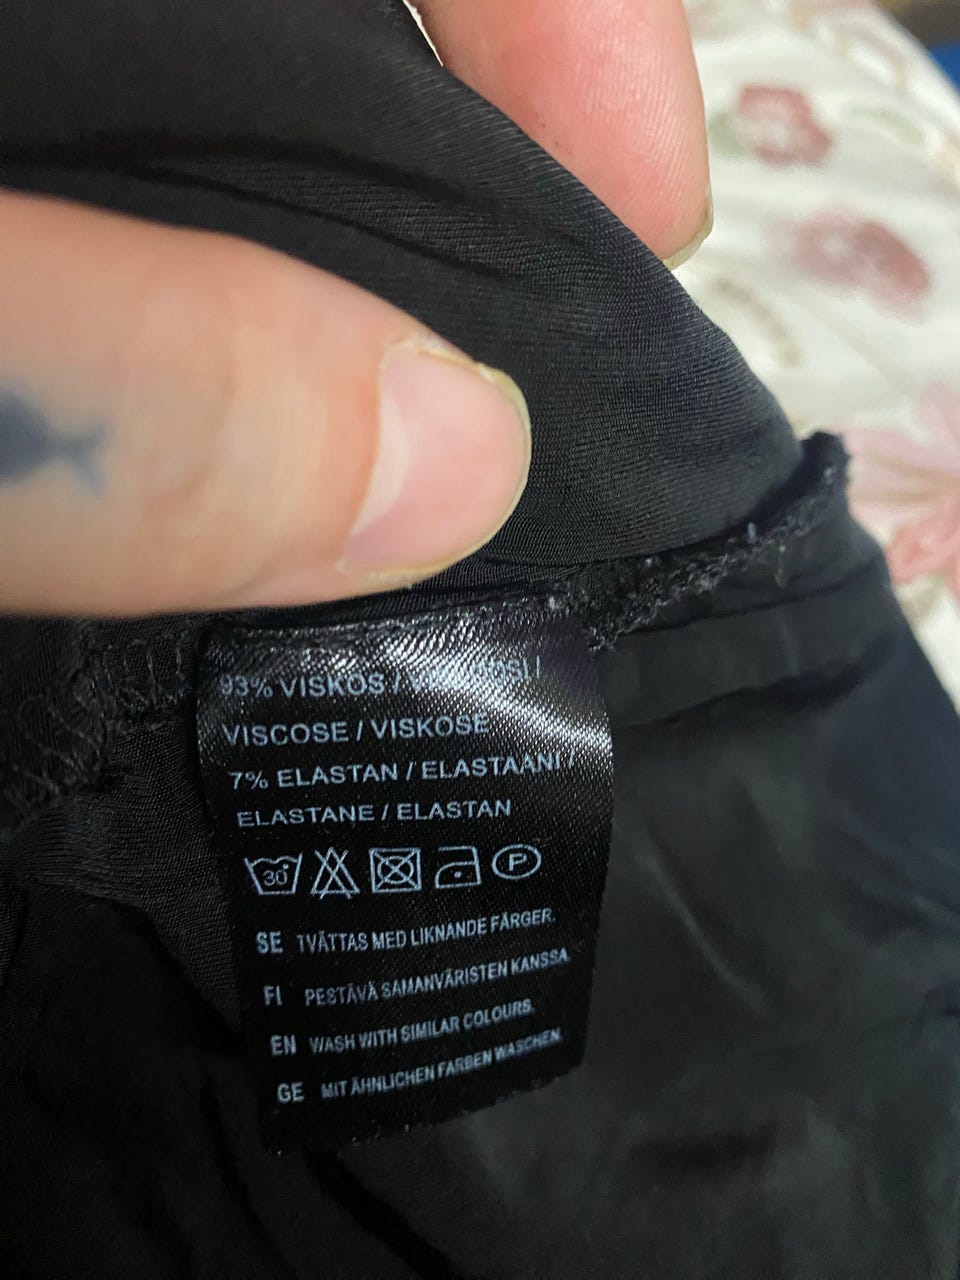 93% VISKOS /
VISCOSE / VISKOSE
7% ELASTAN / ELASTAANI /
ELASTANE / ELASTAN
30 P
SE TVÄTTAS MED LIKNANDE FÄRGER.
FI PESTÄVÄ SAMANVÄRISTEN KANSSA.
EN WASH WITH SIMILAR COLOURS.
GE MIT ÄHNLICHEN FARBEN WASCHEN.